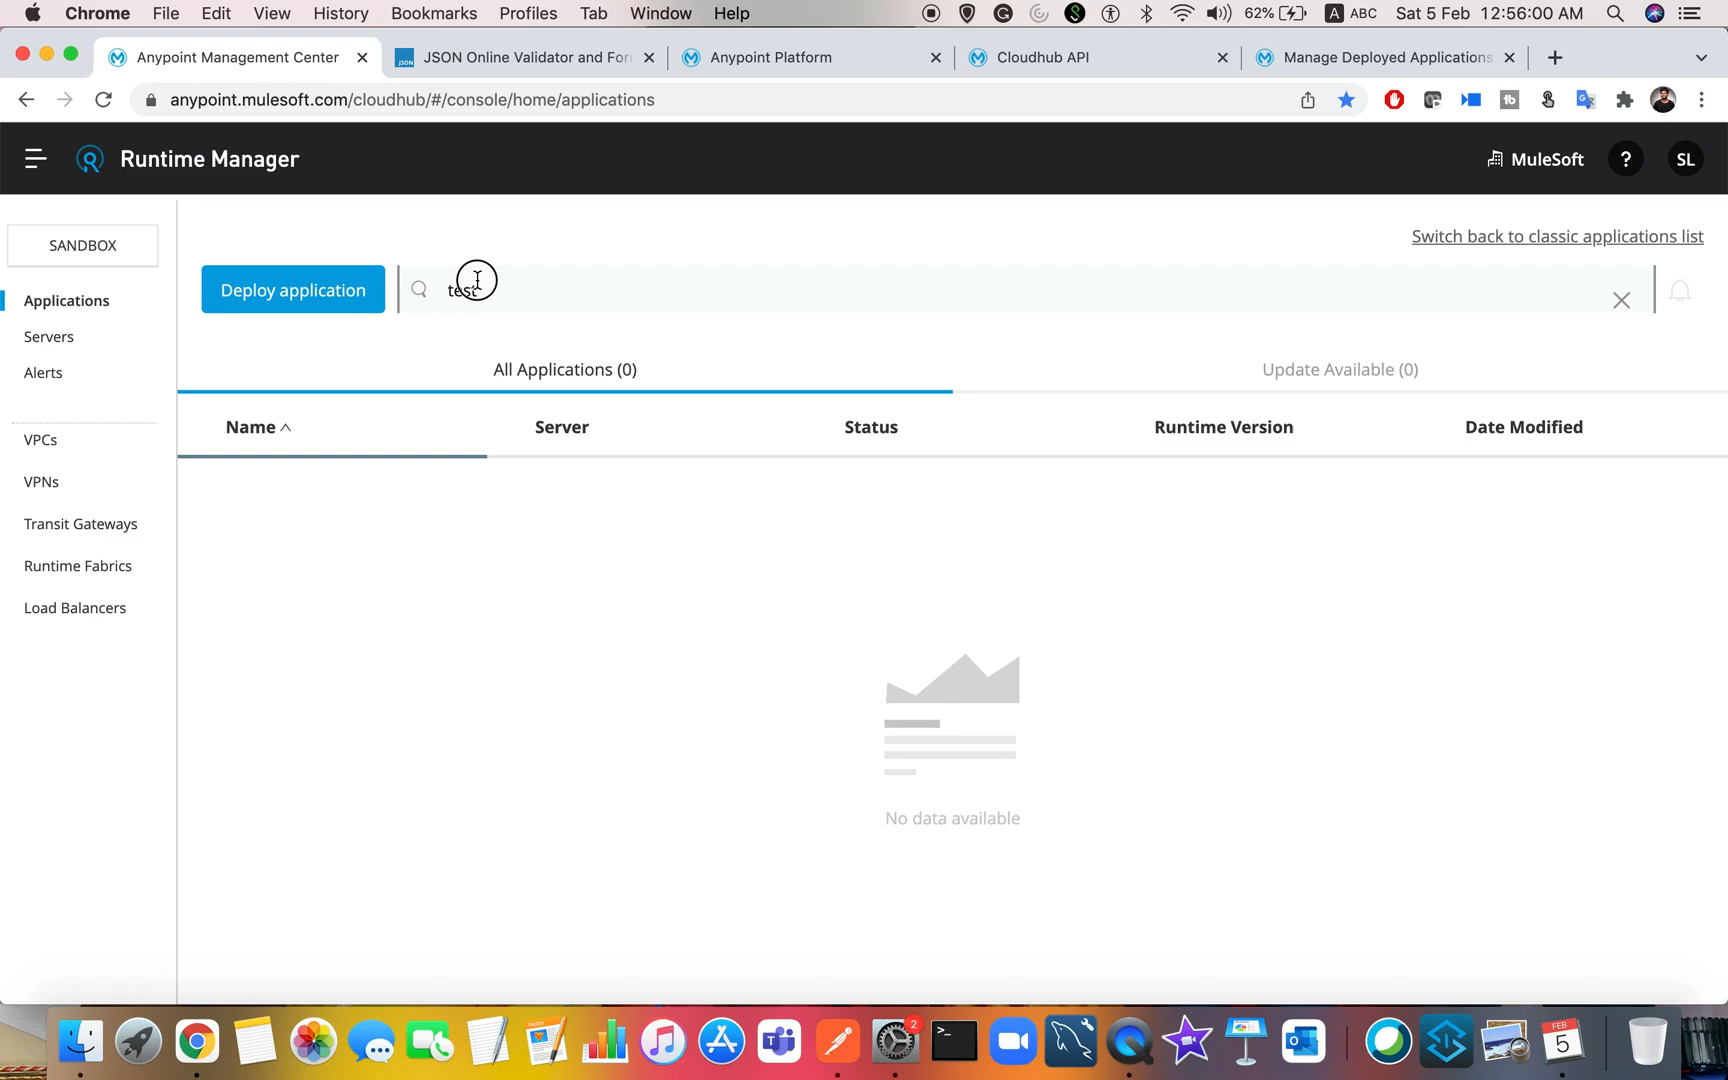 Chrome File Edit View History Bookmarks Profiles Tab Window Help 62% A ABC Sat 5 Feb 12:56:00 AM
Anypoint Management Center JSON Online Validator and For Anypoint Platform Cloudhub API Manage Deployed Applications
anypoint.mulesoft.com/cloudhub/#/console/home/applications
Runtime Manager MuleSoft ? SL
SANDBOX
Switch back to classic applications list
Deploy application test
Applications
Servers
Alerts
VPCs
VPNs
Transit Gateways
Runtime Fabrics
Load Balancers
All Applications (0) Update Available (0)
Name Server Status Runtime Version Date Modified
No data available
2
FEB
5